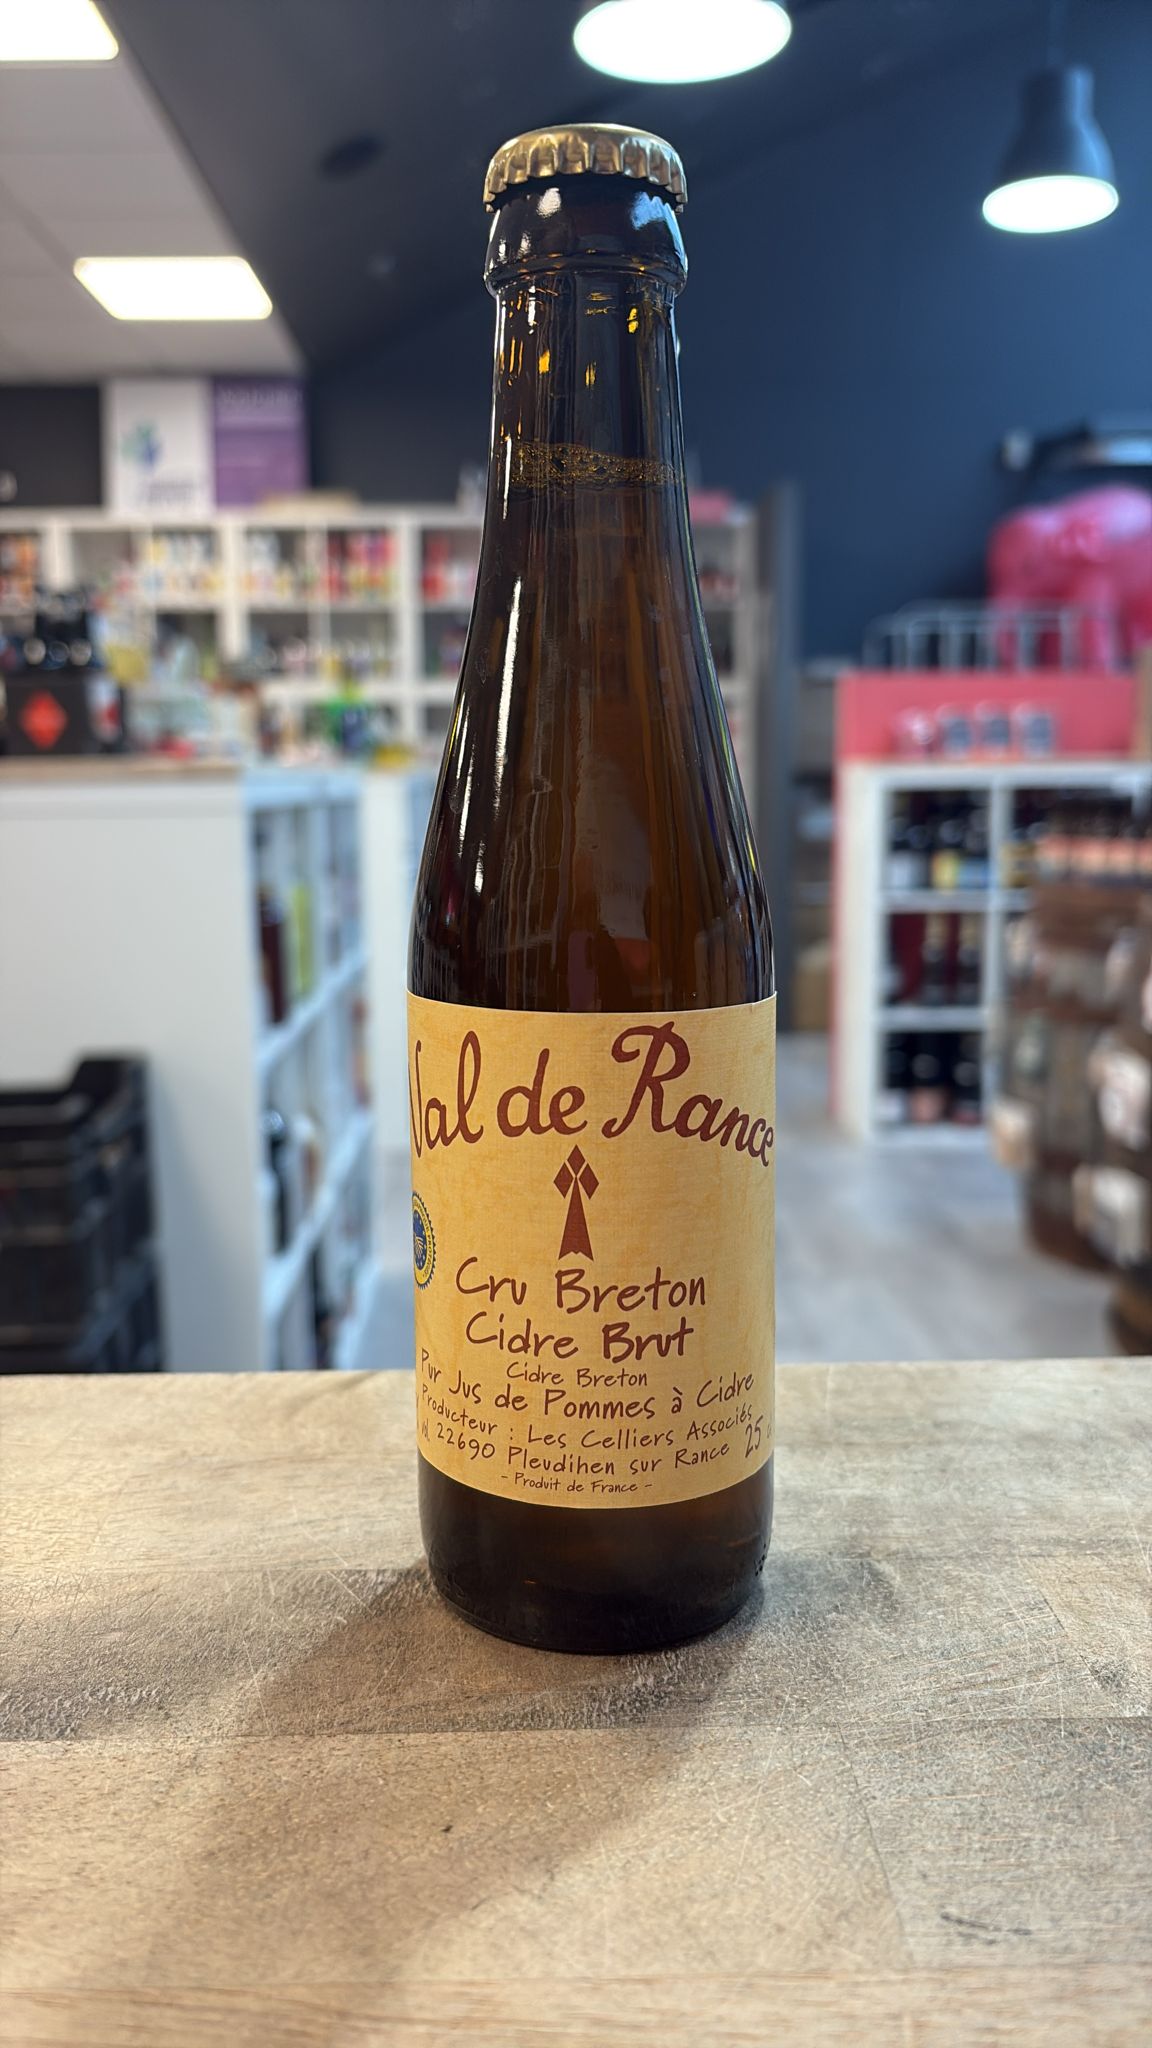 Val de Rance
Cru Breton
Cidre Brut
Cidre Breton
Pur Jus de Pommes à Cidre
Producteur : Les Celliers Associés
Vol. 22690 Pleudihen sur Rance 25
- Produit de France -